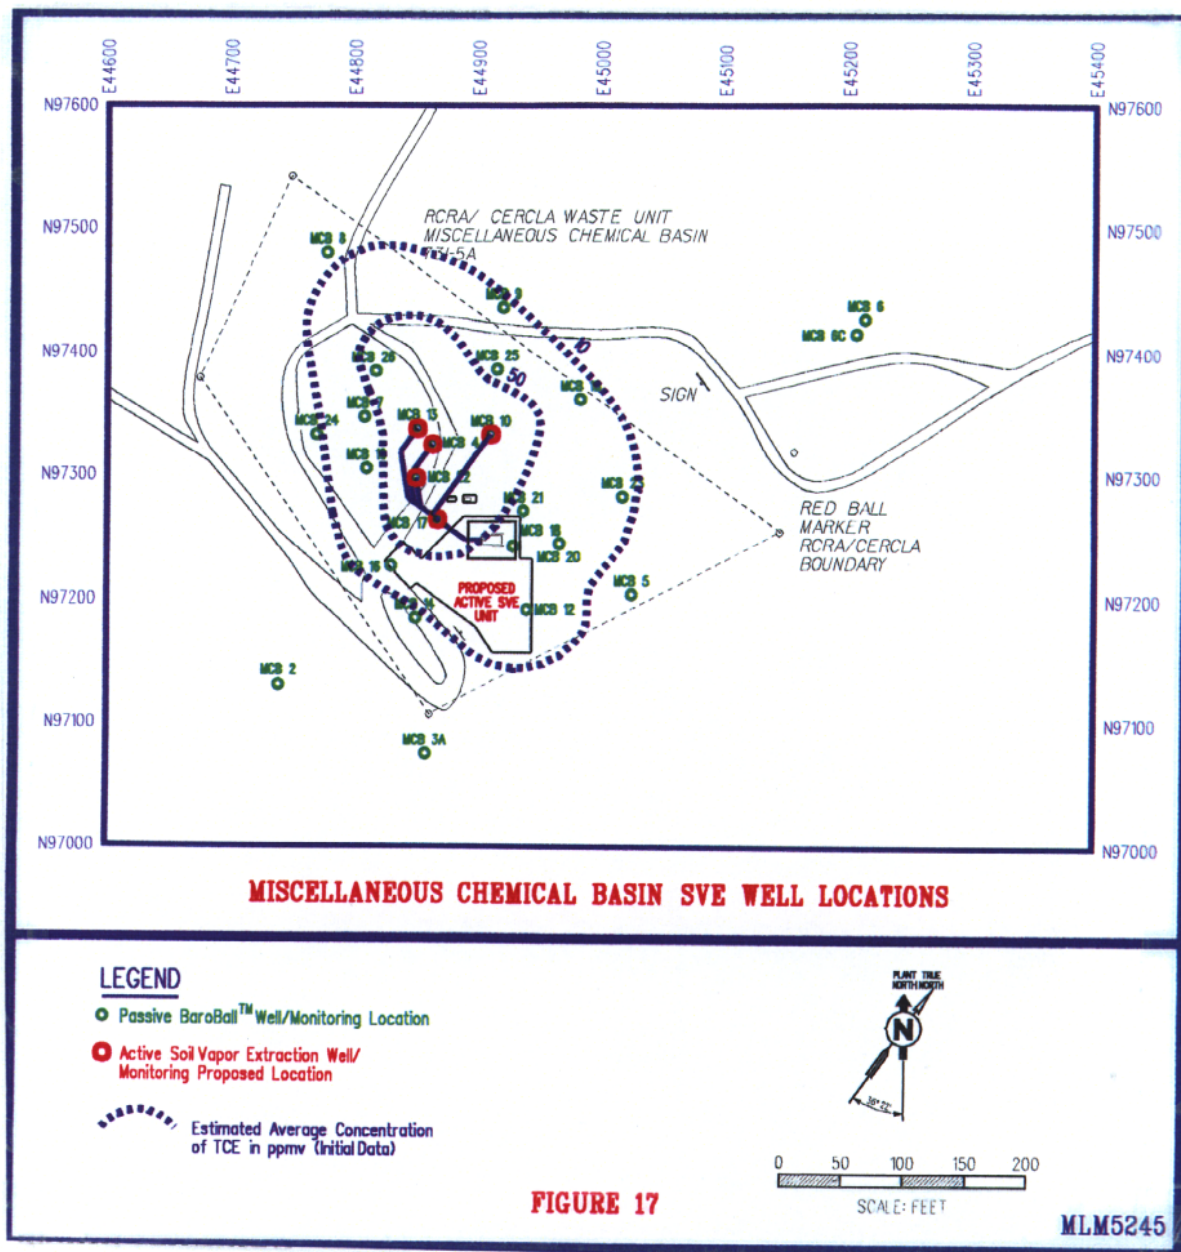 E44600
E44700
E44800
E44900
E45000
E45100
E45200
E45300
E45400
N97600
N97600
N97500
N97500
N97400
N97400
N97300
N97300
N97200
N97200
N97100
N97100
N97000
N97000
RCRA/ CERCLA WASTE UNIT
MISCELLANEOUS CHEMICAL BASIN
MCB 8
MCB 9
10
MCB 6
MCB 6C
MCB 26
MCB 25
50
SIGN
MCB 24
MCB 13
MCB 10
MCB 4
MCB 22
MCB 21
MCB 17
MCB 18
MCB 20
RED BALL
MARKER
RCRA/CERCLA
BOUNDARY
MCB 16
MCB 5
MCB 14
MCB 12
PROPOSED
ACTIVE SVE
UNIT
MCB 2
MCB 3A
MISCELLANEOUS CHEMICAL BASIN SVE WELL LOCATIONS
LEGEND
Passive BaroBall™ Well/Monitoring Location
Active Soil Vapor Extraction Well/
Monitoring Proposed Location
Estimated Average Concentration
of TCE in ppmv (Initial Data)
PLANT TRUE
NORTH NORTH
N
0 50 100 150 200
SCALE: FEET
FIGURE 17
MLM5245